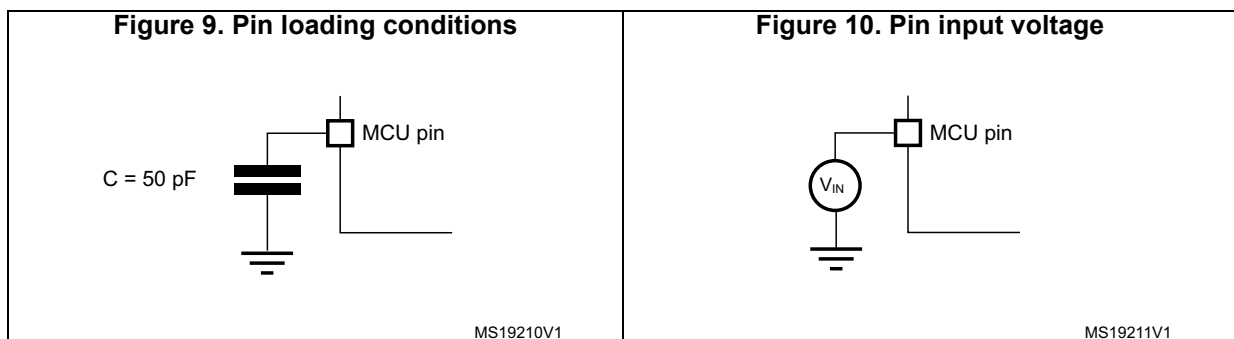 Figure 9. Pin loading conditions
MCU pin
C = 50 pF
MS19210V1
Figure 10. Pin input voltage
MCU pin
VIN
MS19211V1